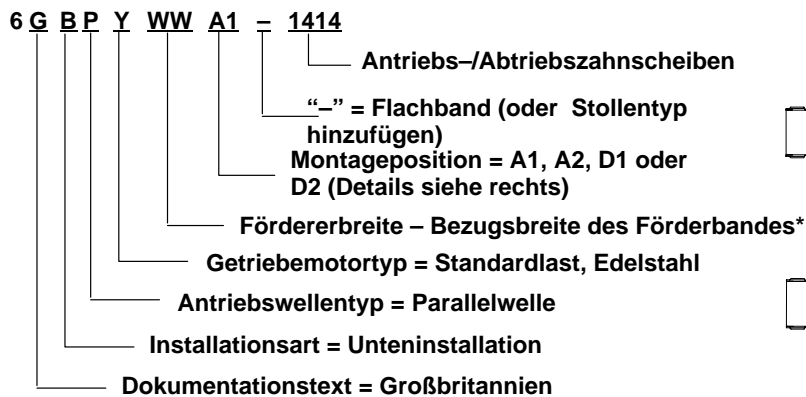 6 G B P Y WW A1 – 1414
Antriebs–/Abtriebszahnscheiben
“–” = Flachband (oder Stollentyp
hinzufügen)
Montageposition = A1, A2, D1 oder
D2 (Details siehe rechts)
Fördererbreite – Bezugsbreite des Förderbandes*
Getriebemotortyp = Standardlast, Edelstahl
Antriebswellentyp = Parallelwelle
Installationsart = Unteninstallation
Dokumentationstext = Großbritannien